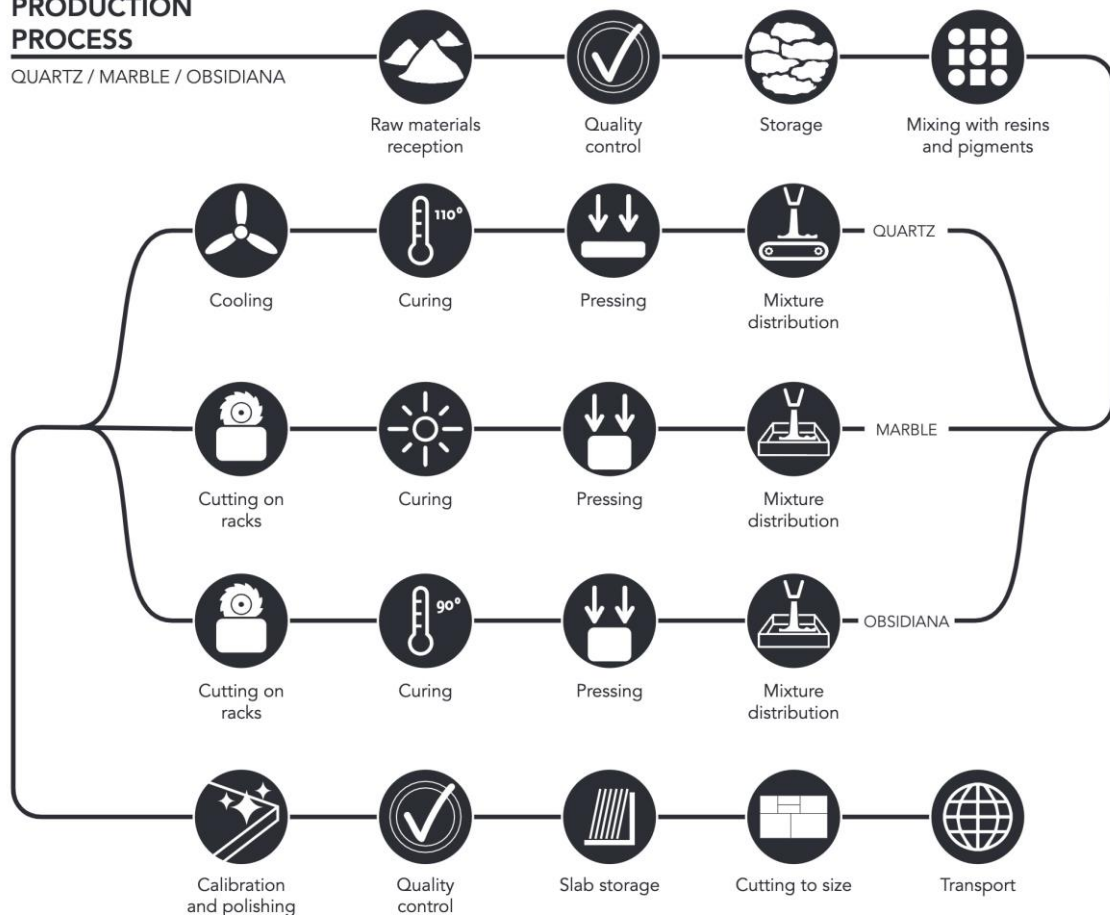 PRODUCTION
PROCESS
QUARTZ / MARBLE / OBSIDIANA
Raw materials
reception
Quality
control
Storage
Mixing with resins
and pigments
QUARTZ
Mixture
distribution
Pressing
110°
Curing
Cooling
MARBLE
Mixture
distribution
Pressing
Curing
Cutting on
racks
OBSIDIANA
Mixture
distribution
Pressing
90°
Curing
Cutting on
racks
Calibration
and polishing
Quality
control
Slab storage
Cutting to size
Transport